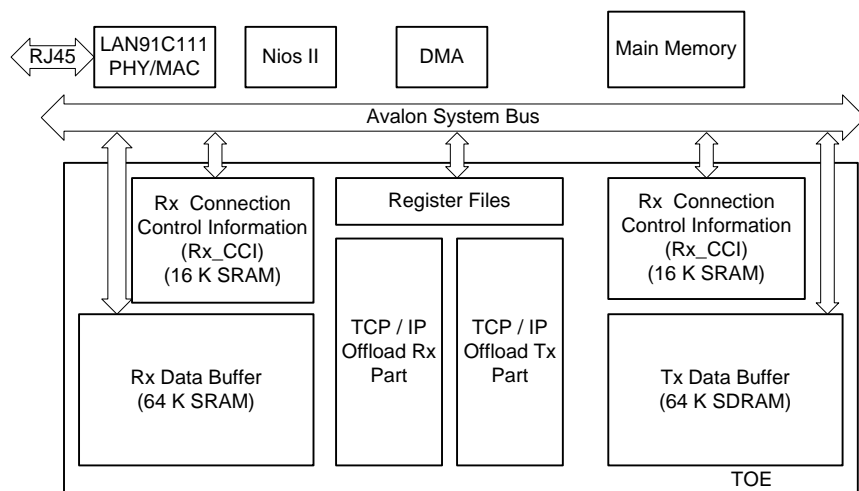 RJ45
LAN91C111
PHY/MAC
Nios II
DMA
Main Memory
Avalon System Bus
Rx Connection
Control Information
(Rx_CCI)
(16 K SRAM)
Register Files
Rx Connection
Control Information
(Rx_CCI)
(16 K SRAM)
Rx Data Buffer
(64 K SRAM)
TCP / IP
Offload Rx
Part
TCP / IP
Offload Tx
Part
Tx Data Buffer
(64 K SDRAM)
TOE